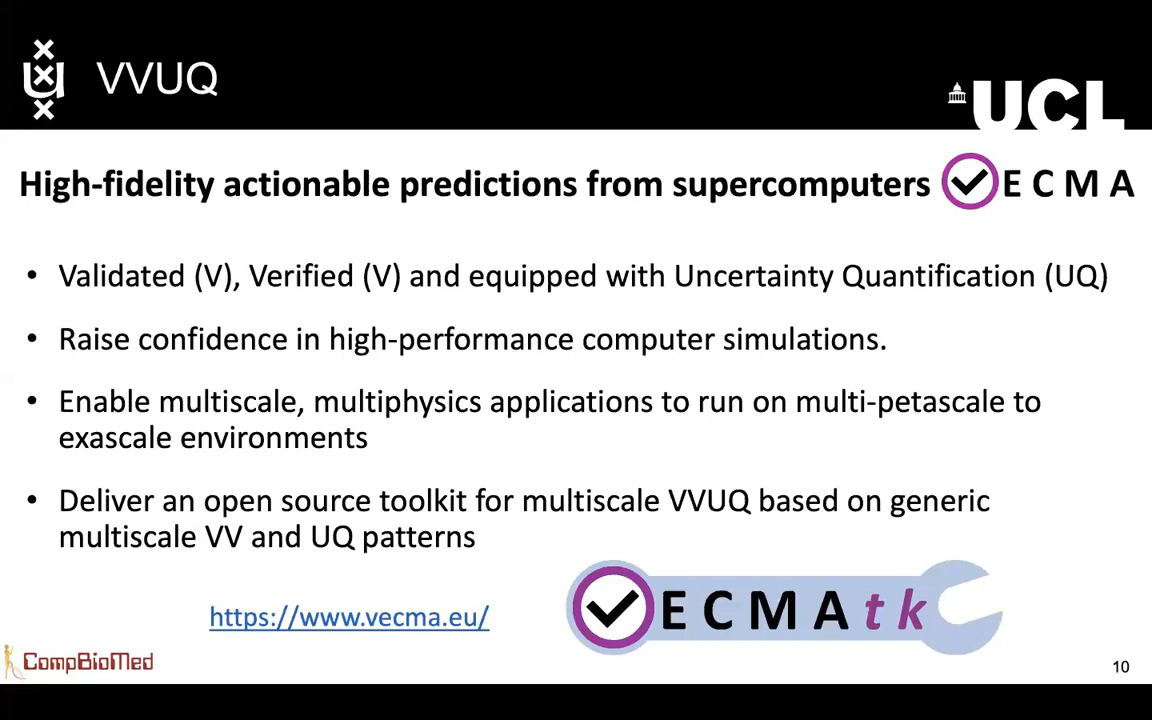 VVUQ
UCL
High-fidelity actionable predictions from supercomputers
ECMA
• Validated (V), Verified (V) and equipped with Uncertainty Quantification (UQ)
• Raise confidence in high-performance computer simulations.
• Enable multiscale, multiphysics applications to run on multi-petascale to
exascale environments
• Deliver an open source toolkit for multiscale VVUQ based on generic
multiscale VV and UQ patterns
https://www.vecma.eu/
ECMAtk
CompBioMed
10